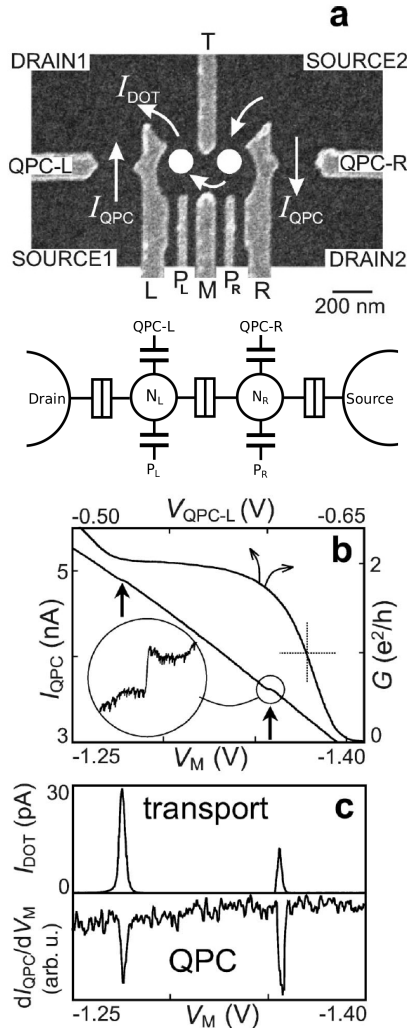 a
T
DRAIN1
SOURCE2
I_DOT
QPC-L
QPC-R
I_QPC
I_QPC
SOURCE1
DRAIN2
L P_L M P_R R
200 nm
QPC-L QPC-R
Drain N_L N_R Source
P_L P_R
V_QPC-L (V)
-0.50 -0.65
b
5
2
I_QPC (nA)
G (e²/h)
3
0
-1.25 V_M (V) -1.40
30
transport
c
I_DOT (pA)
0
dI_QPC/dV_M
(arb. u.)
QPC
-1.25 V_M (V) -1.40